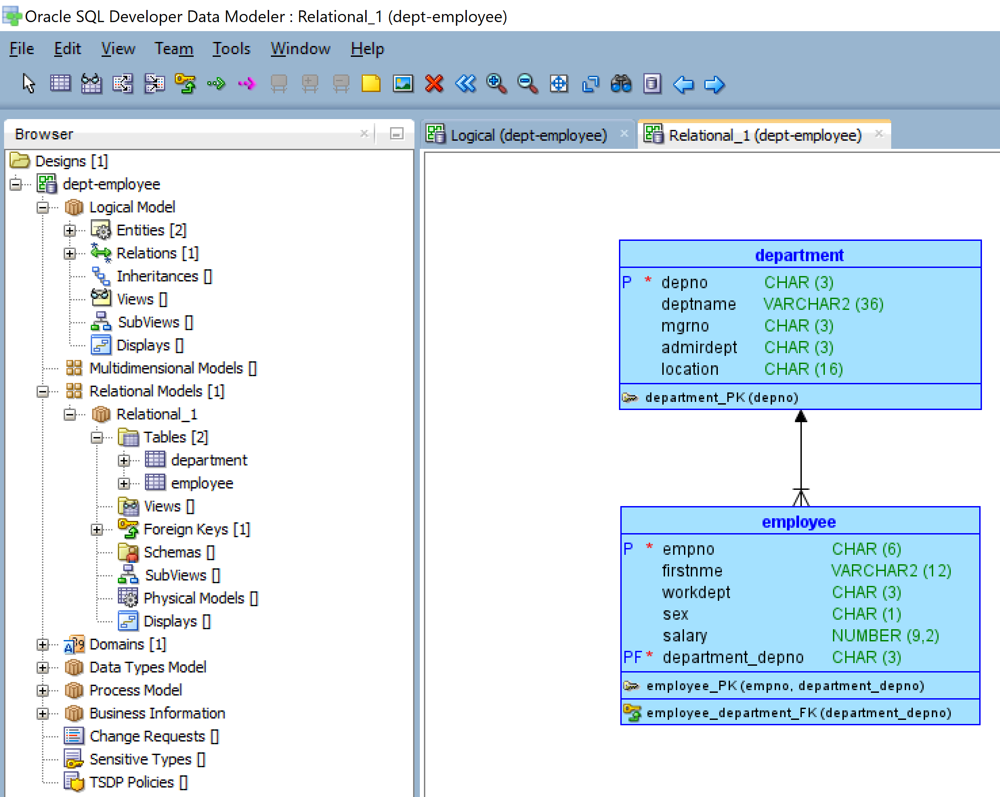 Oracle SQL Developer Data Modeler : Relational_1 (dept-employee)
File Edit View Team Tools Window Help
Browser
Designs [1]
dept-employee
Logical Model
Entities [2]
Relations [1]
Inheritances []
Views []
SubViews []
Displays []
Multidimensional Models []
Relational Models [1]
Relational_1
Tables [2]
department
employee
Views []
Foreign Keys [1]
Schemas []
SubViews []
Physical Models []
Displays []
Domains [1]
Data Types Model
Process Model
Business Information
Change Requests []
Sensitive Types []
TSDP Policies []
Logical (dept-employee) Relational_1 (dept-employee)
department
P * depno CHAR (3)
deptname VARCHAR2 (36)
mgrno CHAR (3)
admirdept CHAR (3)
location CHAR (16)
department_PK (depno)
employee
P * empno CHAR (6)
firstnme VARCHAR2 (12)
workdept CHAR (3)
sex CHAR (1)
salary NUMBER (9,2)
PF * department_depno CHAR (3)
employee_PK (empno, department_depno)
employee_department_FK (department_depno)